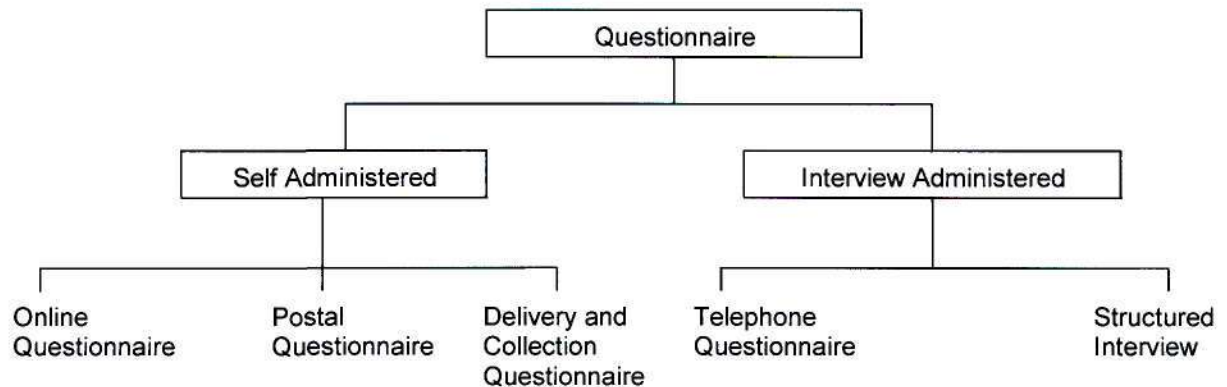 Questionnaire
Self Administered
Interview Administered
Online
Questionnaire
Postal
Questionnaire
Delivery and
Collection
Questionnaire
Telephone
Questionnaire
Structured
Interview